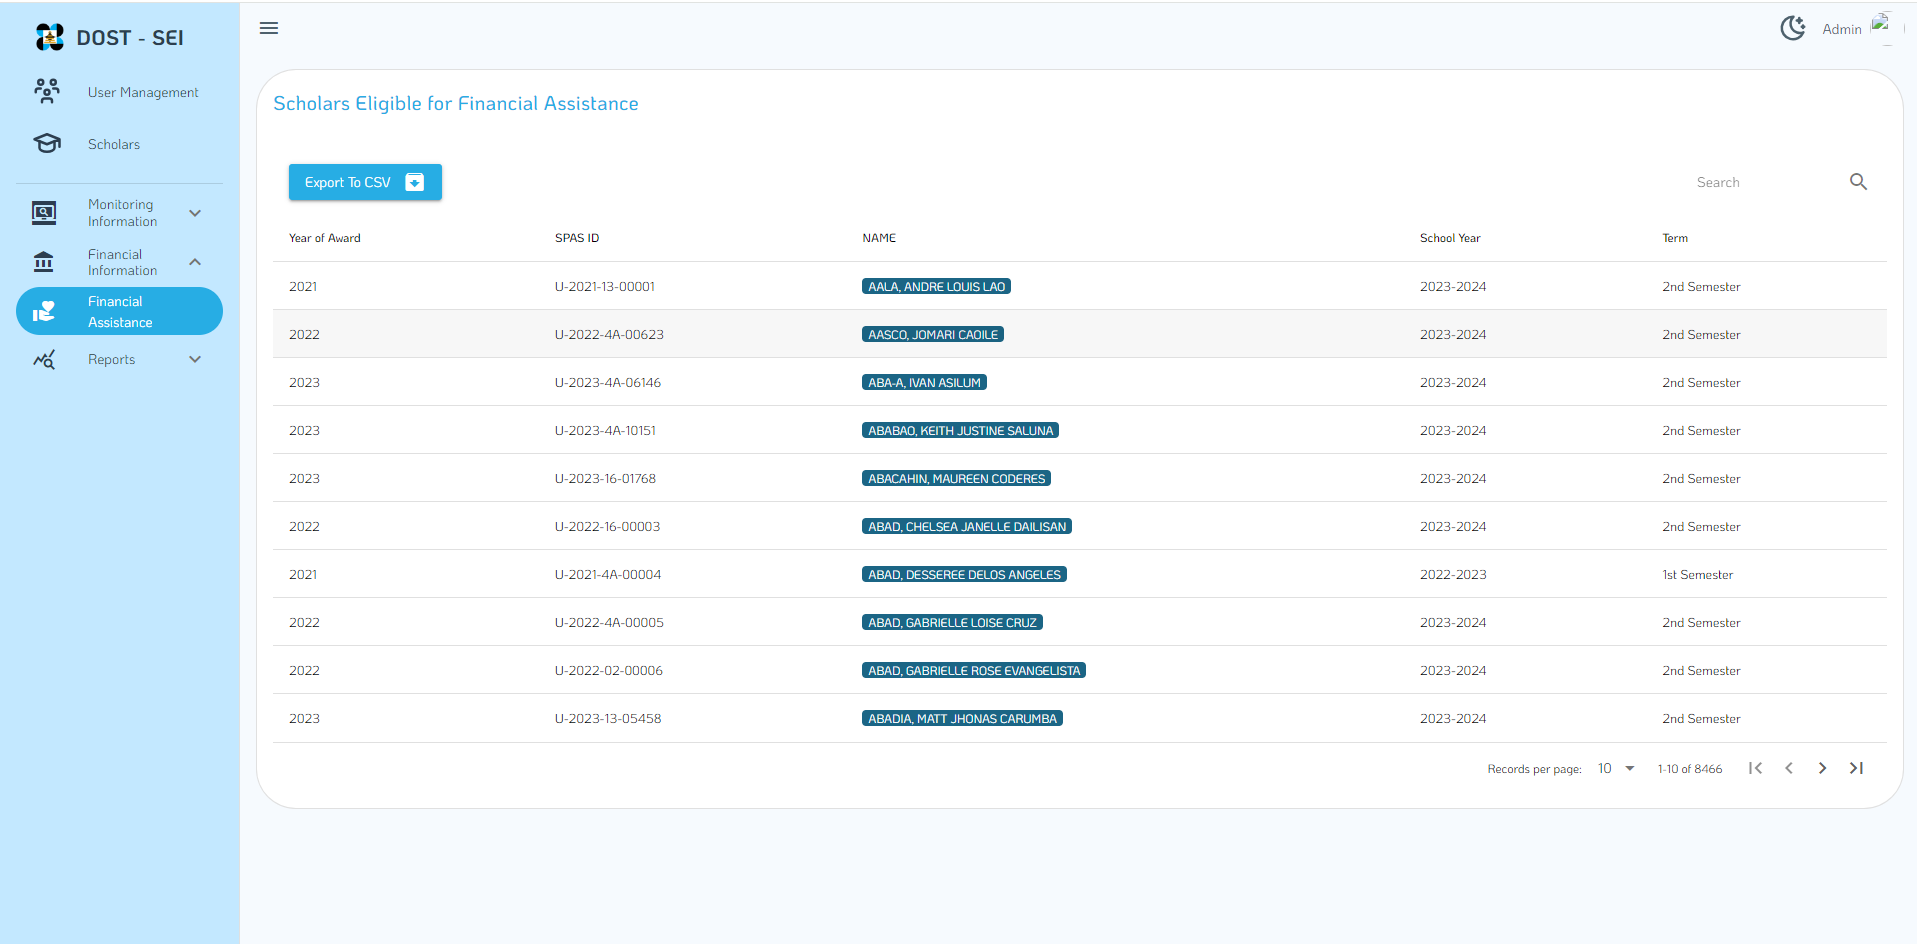 DOST - SEI
Admin
User Management
Scholars
Monitoring
Information
Financial
Information
Financial
Assistance
Reports
Scholars Eligible for Financial Assistance
Export To CSV
Search
Year of Award SPAS ID NAME School Year Term
2021 U-2021-13-00001 AALA, ANDRE LOUIS LAO 2023-2024 2nd Semester
2022 U-2022-4A-00623 AASCO, JOMARI CAOILE 2023-2024 2nd Semester
2023 U-2023-4A-06146 ABA-A, IVAN ASILUM 2023-2024 2nd Semester
2023 U-2023-4A-10151 ABABAO, KEITH JUSTINE SALUNA 2023-2024 2nd Semester
2023 U-2023-16-01768 ABACAHIN, MAUREEN CODERES 2023-2024 2nd Semester
2022 U-2022-16-00003 ABAD, CHELSEA JANELLE DAILISAN 2023-2024 2nd Semester
2021 U-2021-4A-00004 ABAD, DESSEREE DELOS ANGELES 2022-2023 1st Semester
2022 U-2022-4A-00005 ABAD, GABRIELLE LOISE CRUZ 2023-2024 2nd Semester
2022 U-2022-02-00006 ABAD, GABRIELLE ROSE EVANGELISTA 2023-2024 2nd Semester
2023 U-2023-13-05458 ABADIA, MATT JHONAS CARUMBA 2023-2024 2nd Semester
Records per page: 10 1-10 of 8466